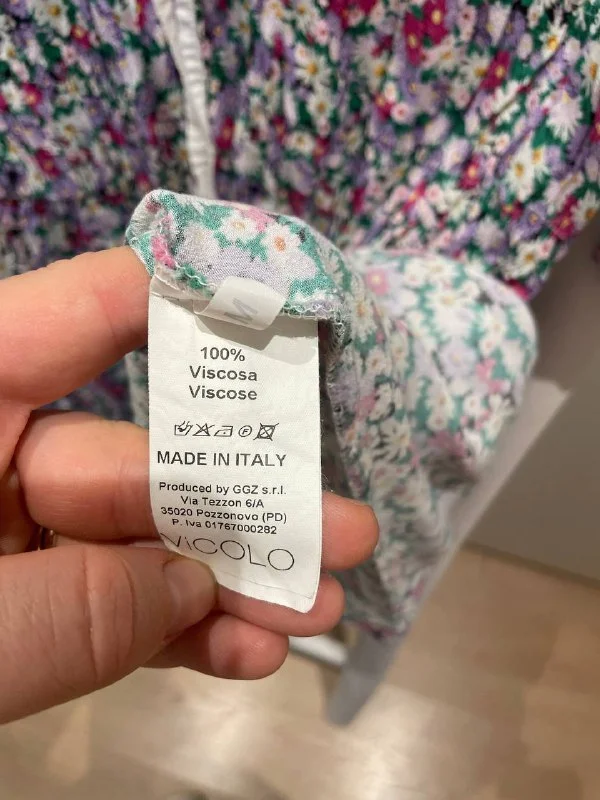 M
100%
Viscosa
Viscose
MADE IN ITALY
Produced by GGZ s.r.l.
Via Tezzon 6/A
35020 Pozzonovo (PD)
P. Iva 01767000282
VICOLO